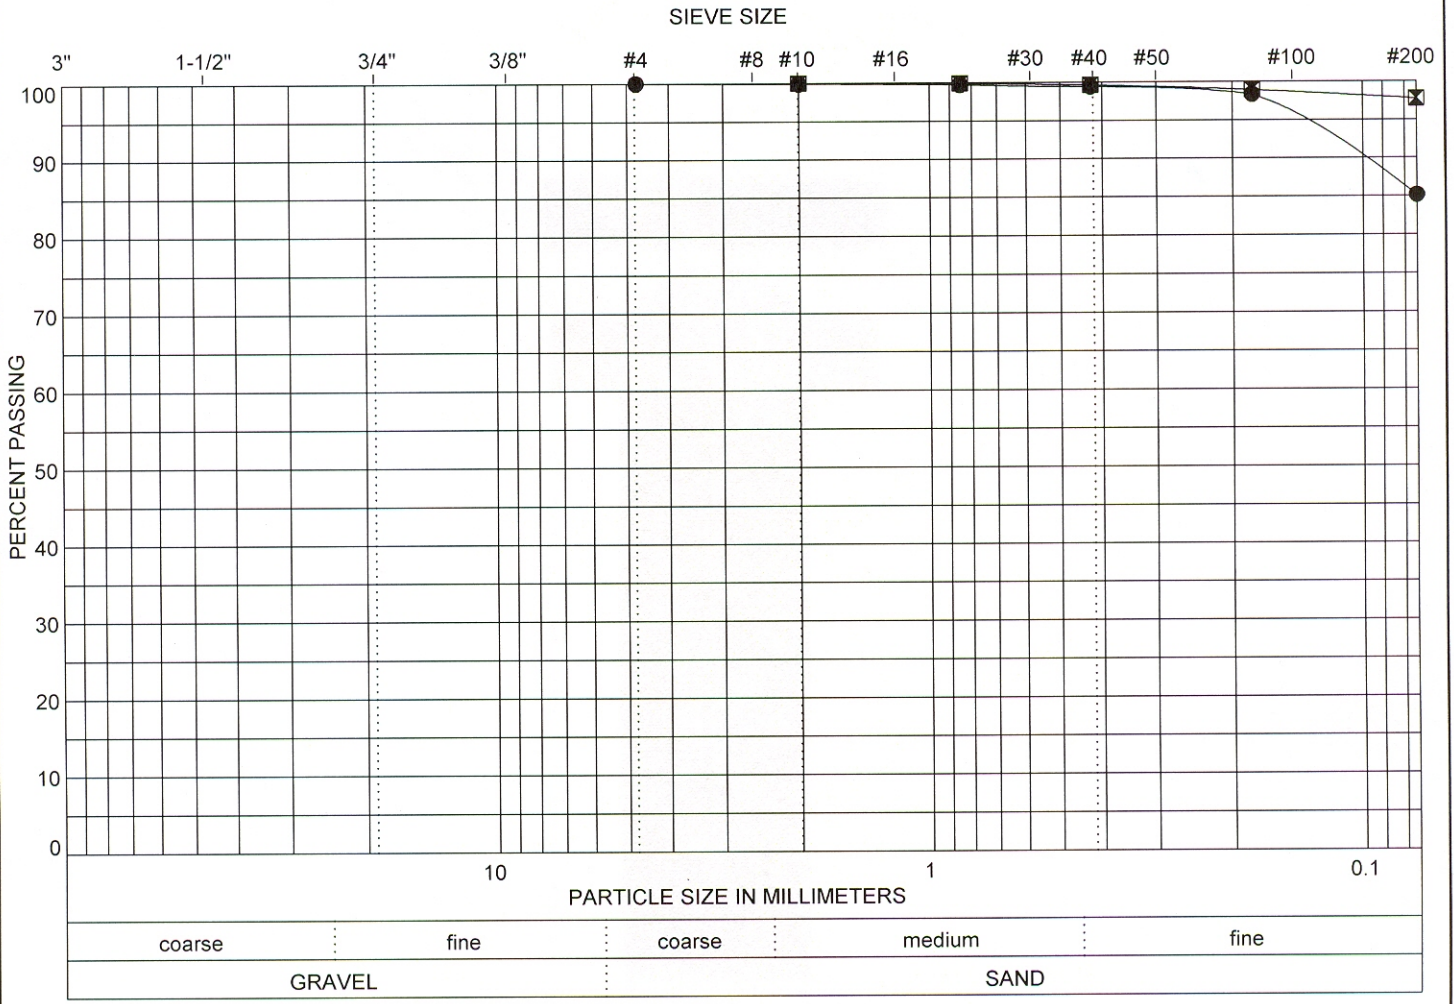 SIEVE SIZE
3" 1-1/2" 3/4" 3/8" #4 #8 #10 #16 #30 #40 #50 #100 #200
100
90
80
70
60
50
40
30
20
10
0
PERCENT PASSING
10 1 0.1
PARTICLE SIZE IN MILLIMETERS
coarse fine coarse medium fine
GRAVEL SAND